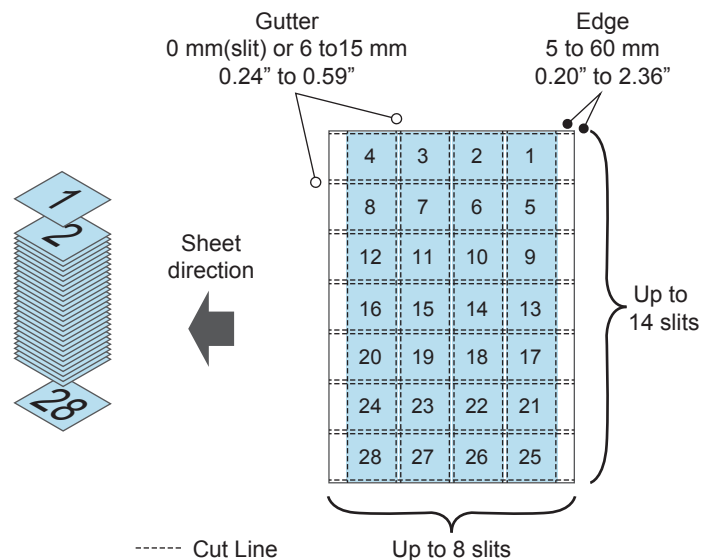 Gutter
0 mm(slit) or 6 to15 mm
0.24” to 0.59”
Edge
5 to 60 mm
0.20” to 2.36”
4 3 2 1
8 7 6 5
12 11 10 9
16 15 14 13
20 19 18 17
24 23 22 21
28 27 26 25
1
2
28
Sheet
direction
Up to
14 slits
Cut Line
Up to 8 slits